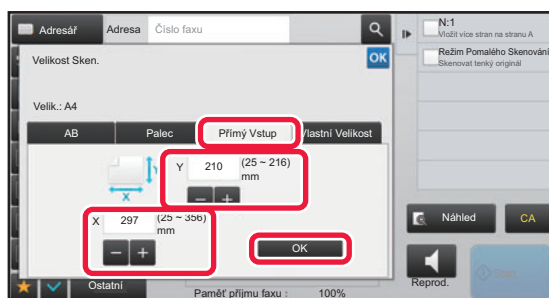 Adresář
Adresa
Číslo faxu
N:1
Vložit více stran na stranu A
Velikost Sken.
OK
Režim Pomalého Skenování
Skenovat tenký originál
Velik.: A4
AB
Palec
Přímý Vstup
Vlastní Velikost
Y
Y
210
(25 ~ 216)
mm
X
X
297
(25 ~ 356)
mm
OK
Náhled
CA
Start
Reprod.
Ostatní
Paměť příjmu faxu :
100%